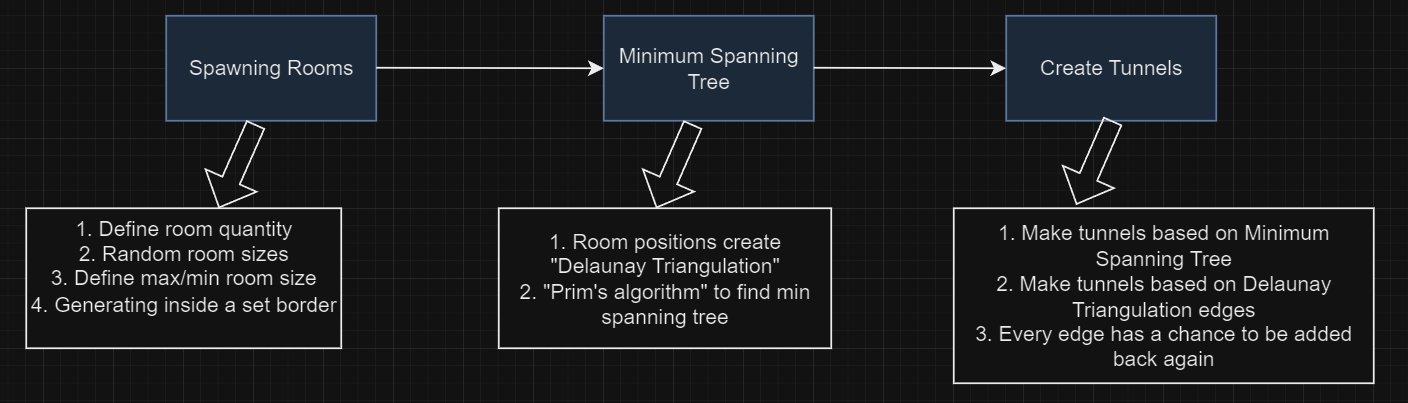 Spawning Rooms
Minimum Spanning
Tree
Create Tunnels
1. Define room quantity
2. Random room sizes
3. Define max/min room size
4. Generating inside a set border
1. Room positions create
"Delaunay Triangulation"
2. "Prim's algorithm" to find min
spanning tree
1. Make tunnels based on Minimum
Spanning Tree
2. Make tunnels based on Delaunay
Triangulation edges
3. Every edge has a chance to be added
back again